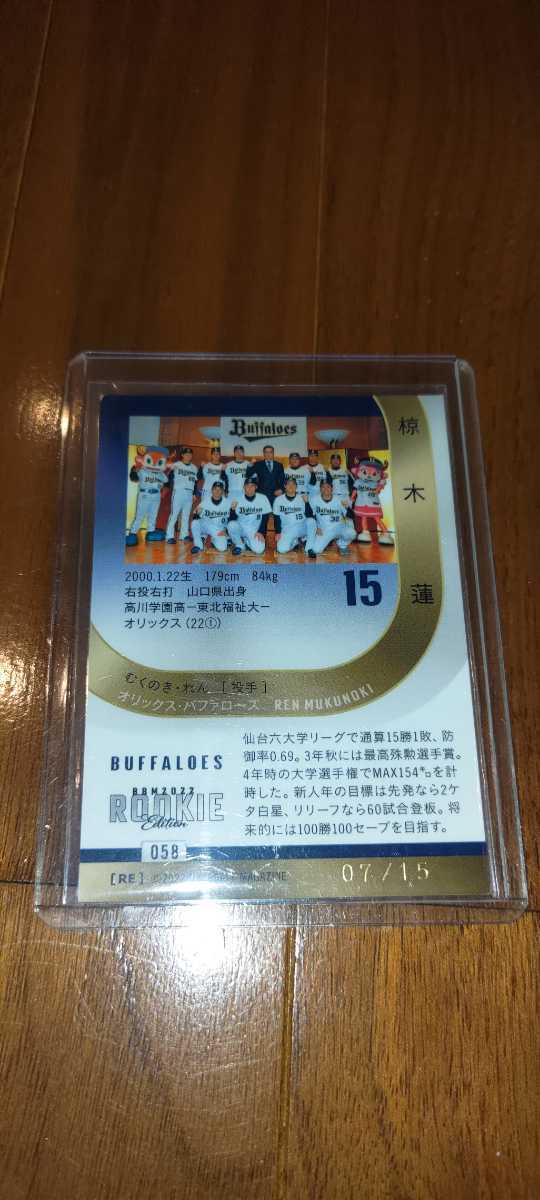 Buffaloes
椋木 蓮
2000.1.22生 179cm 84kg
右投右打 山口県出身
高川学園高ー東北福祉大ー
オリックス(22①)
15
むくのき・れん [投手]
オリックス・バファローズ REN MUKUNOKI
BUFFALOES
BBM2022
ROOKIE
Edition
058
仙台六大学リーグで通算15勝1敗、防
御率0.69。3年秋には最高殊勲選手賞。
4年時の大学選手権でMAX154㌔を計
時した。新人年の目標は先発なら2ケ
タ白星、リリーフなら60試合登板。将
来的には100勝100セーブを目指す。
[RE] © 2022 MAGAZINE
07/15